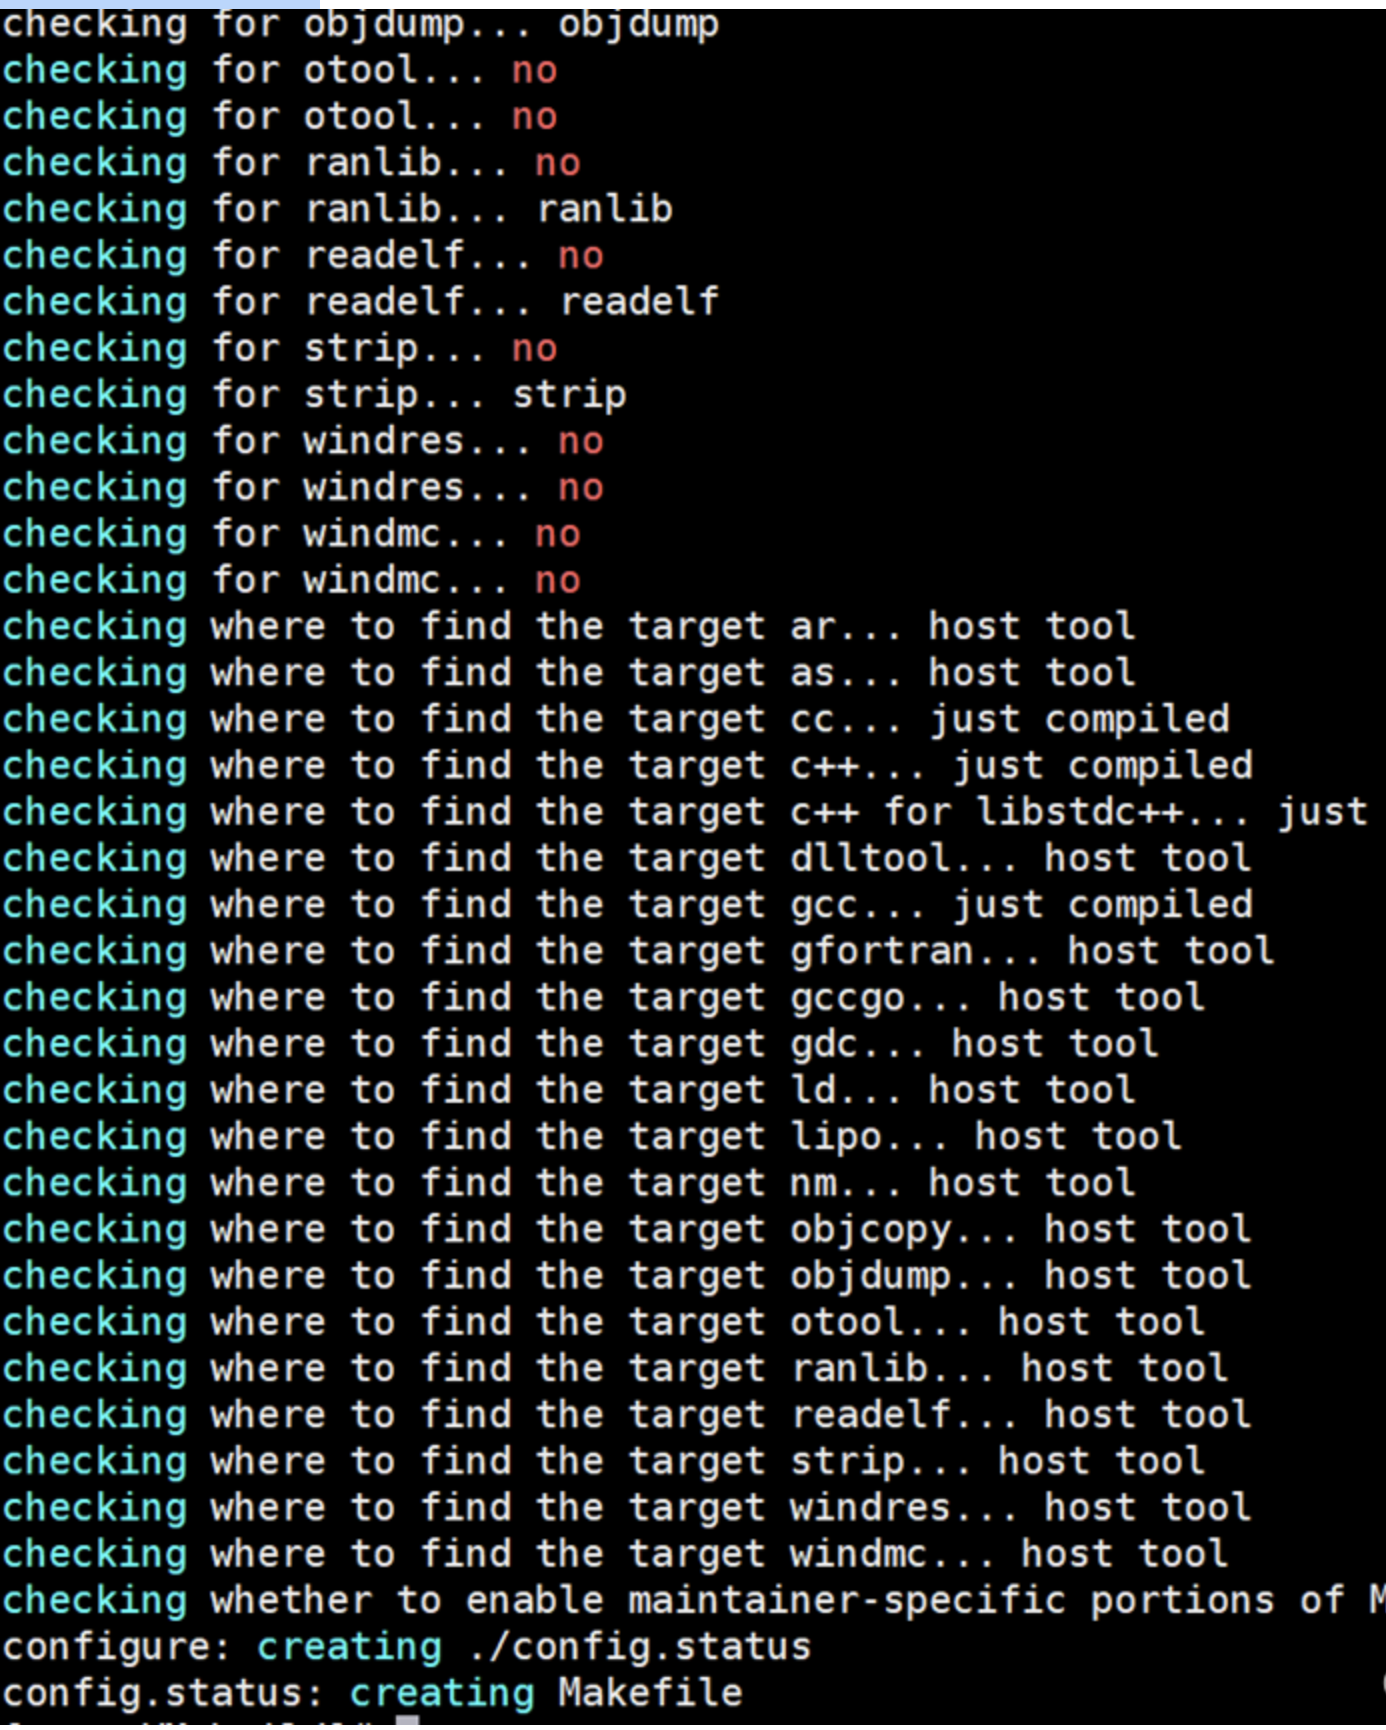 checking for objdump... objdump
checking for otool... no
checking for otool... no
checking for ranlib... no
checking for ranlib... ranlib
checking for readelf... no
checking for readelf... readelf
checking for strip... no
checking for strip... strip
checking for windres... no
checking for windres... no
checking for windmc... no
checking for windmc... no
checking where to find the target ar... host tool
checking where to find the target as... host tool
checking where to find the target cc... just compiled
checking where to find the target c++... just compiled
checking where to find the target c++ for libstdc++... just
checking where to find the target dlltool... host tool
checking where to find the target gcc... just compiled
checking where to find the target gfortran... host tool
checking where to find the target gccgo... host tool
checking where to find the target gdc... host tool
checking where to find the target ld... host tool
checking where to find the target lipo... host tool
checking where to find the target nm... host tool
checking where to find the target objcopy... host tool
checking where to find the target objdump... host tool
checking where to find the target otool... host tool
checking where to find the target ranlib... host tool
checking where to find the target readelf... host tool
checking where to find the target strip... host tool
checking where to find the target windres... host tool
checking where to find the target windmc... host tool
checking whether to enable maintainer-specific portions of M
configure: creating ./config.status
config.status: creating Makefile